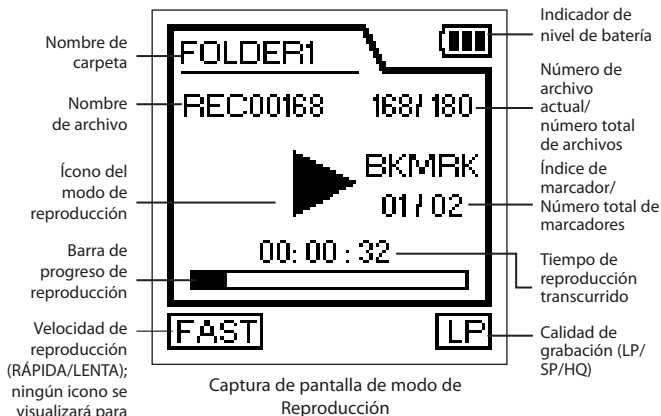 Nombre de
carpeta
Nombre
de archivo
Ícono del
modo de
reproducción
Barra de
progreso de
reproducción
Velocidad de
reproducción
(RÁPIDA/LENTA);
ningún icono se
visualizará para
FOLDER1
REC00168 168/ 180
BKMRK
01 / 02
00: 00 : 32
FAST LP
Indicador de
nivel de batería
Número de
archivo
actual/
número total
de archivos
Índice de
marcador/
Número total de
marcadores
Tiempo de
reproducción
transcurrido
Calidad de
grabación (LP/
SP/HQ)
Captura de pantalla de modo de
Reproducción